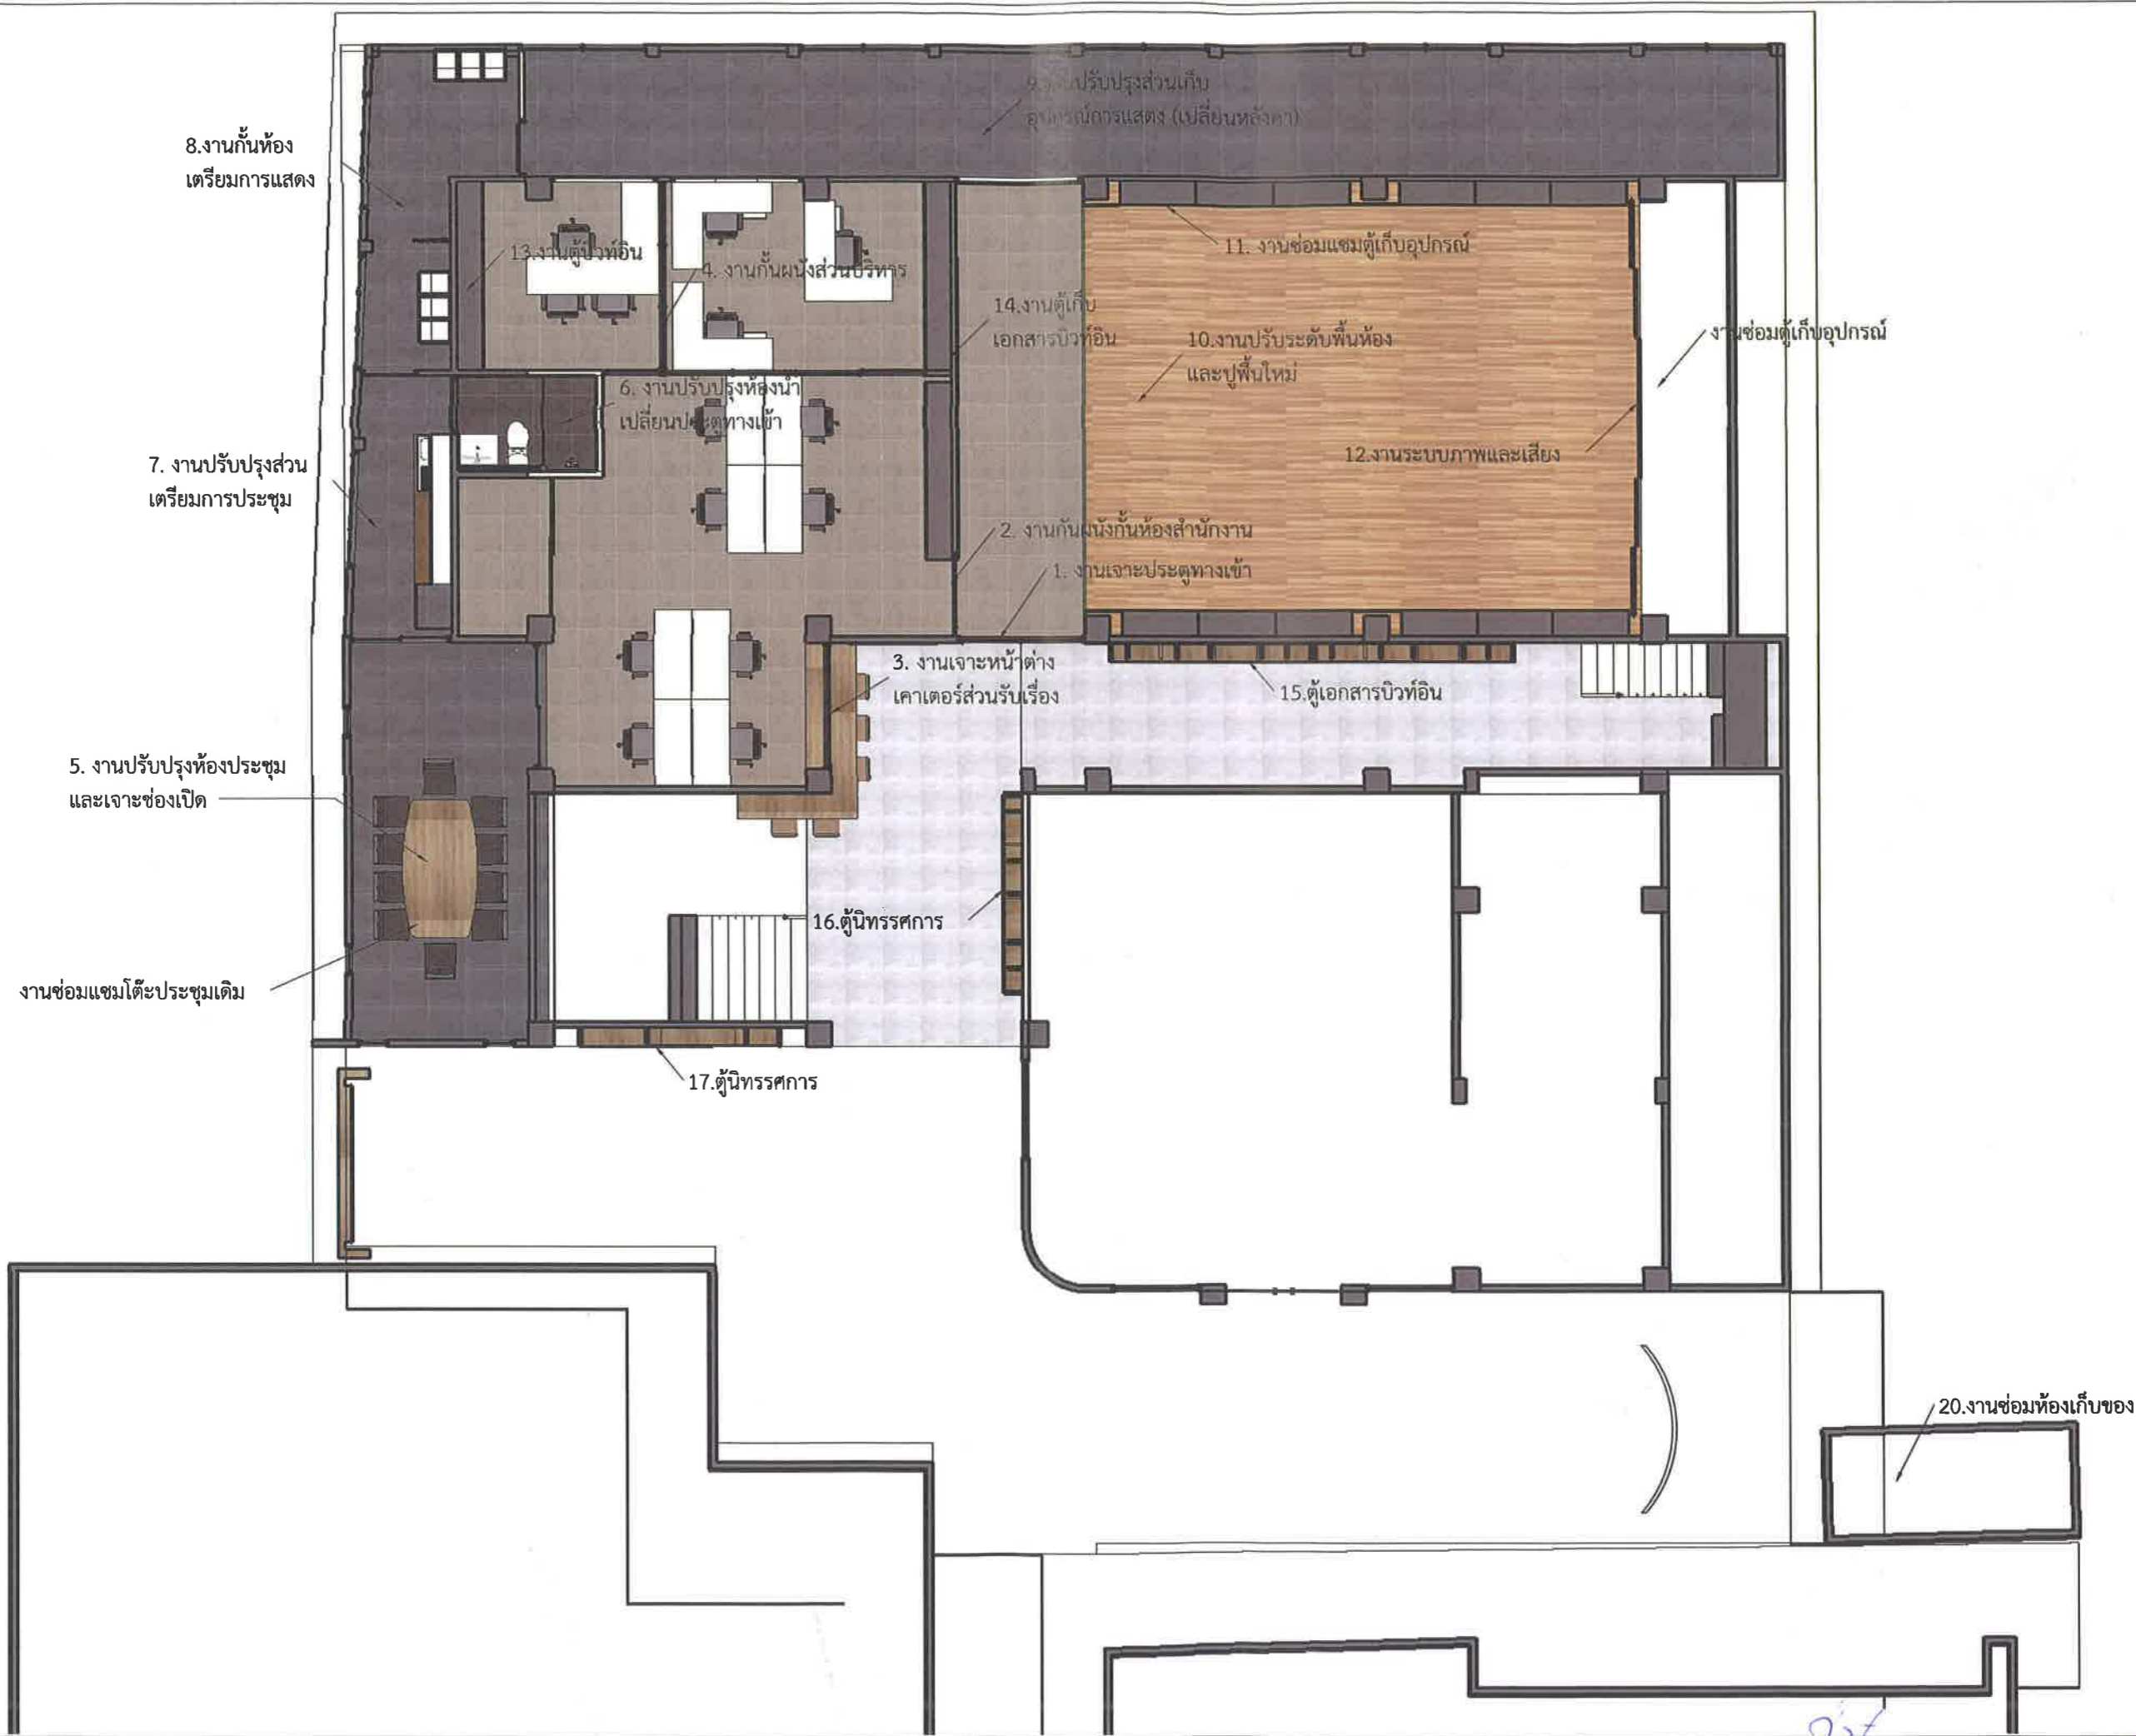 9.งานปรับปรุงส่วนเก็บ
อุปกรณ์การแสดง (เปลี่ยนหลังคา)
8.งานกั้นห้อง
เตรียมการแสดง
13.งานตู้บิวท์อิน
4. งานกั้นผนังส่วนบริหาร
11. งานซ่อมแซมตู้เก็บอุปกรณ์
14.งานตู้เก็บ
เอกสารบิวท์อิน
10.งานปรับระดับพื้นห้อง
และปูพื้นใหม่
งานซ่อมตู้เก็บอุปกรณ์
6. งานปรับปรุงห้องน้ำ
เปลี่ยนประตูทางเข้า
7. งานปรับปรุงส่วน
เตรียมการประชุม
12.งานระบบภาพและเสียง
2. งานกันผนังกั้นห้องสำนักงาน
1. งานเจาะประตูทางเข้า
3. งานเจาะหน้าต่าง
เคาเตอร์ส่วนรับเรื่อง
15.ตู้เอกสารบิวท์อิน
5. งานปรับปรุงห้องประชุม
และเจาะช่องเปิด
16.ตู้นิทรรศการ
งานซ่อมแซมโต๊ะประชุมเดิม
17.ตู้นิทรรศการ
20.งานซ่อมห้องเก็บของ